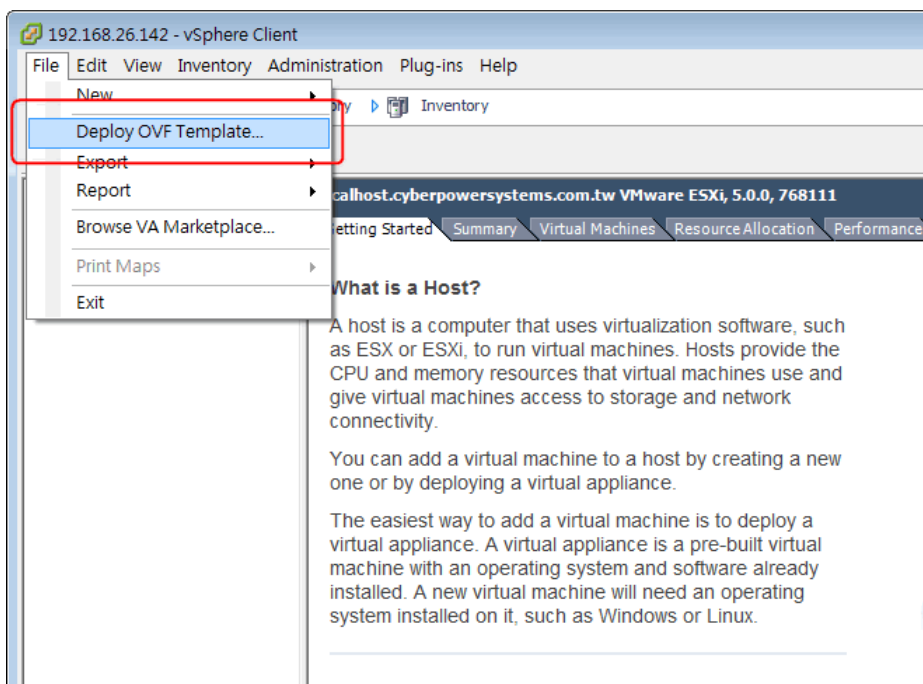 192.168.26.142 - vSphere Client
File Edit View Inventory Administration Plug-ins Help
New
Inventory
Deploy OVF Template...
Export
Report
Browse VA Marketplace...
Print Maps
Exit
calhost.cyberpowersystems.com.tw VMware ESXi, 5.0.0, 768111
etting Started Summary Virtual Machines Resource Allocation Performance
What is a Host?
A host is a computer that uses virtualization software, such
as ESX or ESXi, to run virtual machines. Hosts provide the
CPU and memory resources that virtual machines use and
give virtual machines access to storage and network
connectivity.
You can add a virtual machine to a host by creating a new
one or by deploying a virtual appliance.
The easiest way to add a virtual machine is to deploy a
virtual appliance. A virtual appliance is a pre-built virtual
machine with an operating system and software already
installed. A new virtual machine will need an operating
system installed on it, such as Windows or Linux.